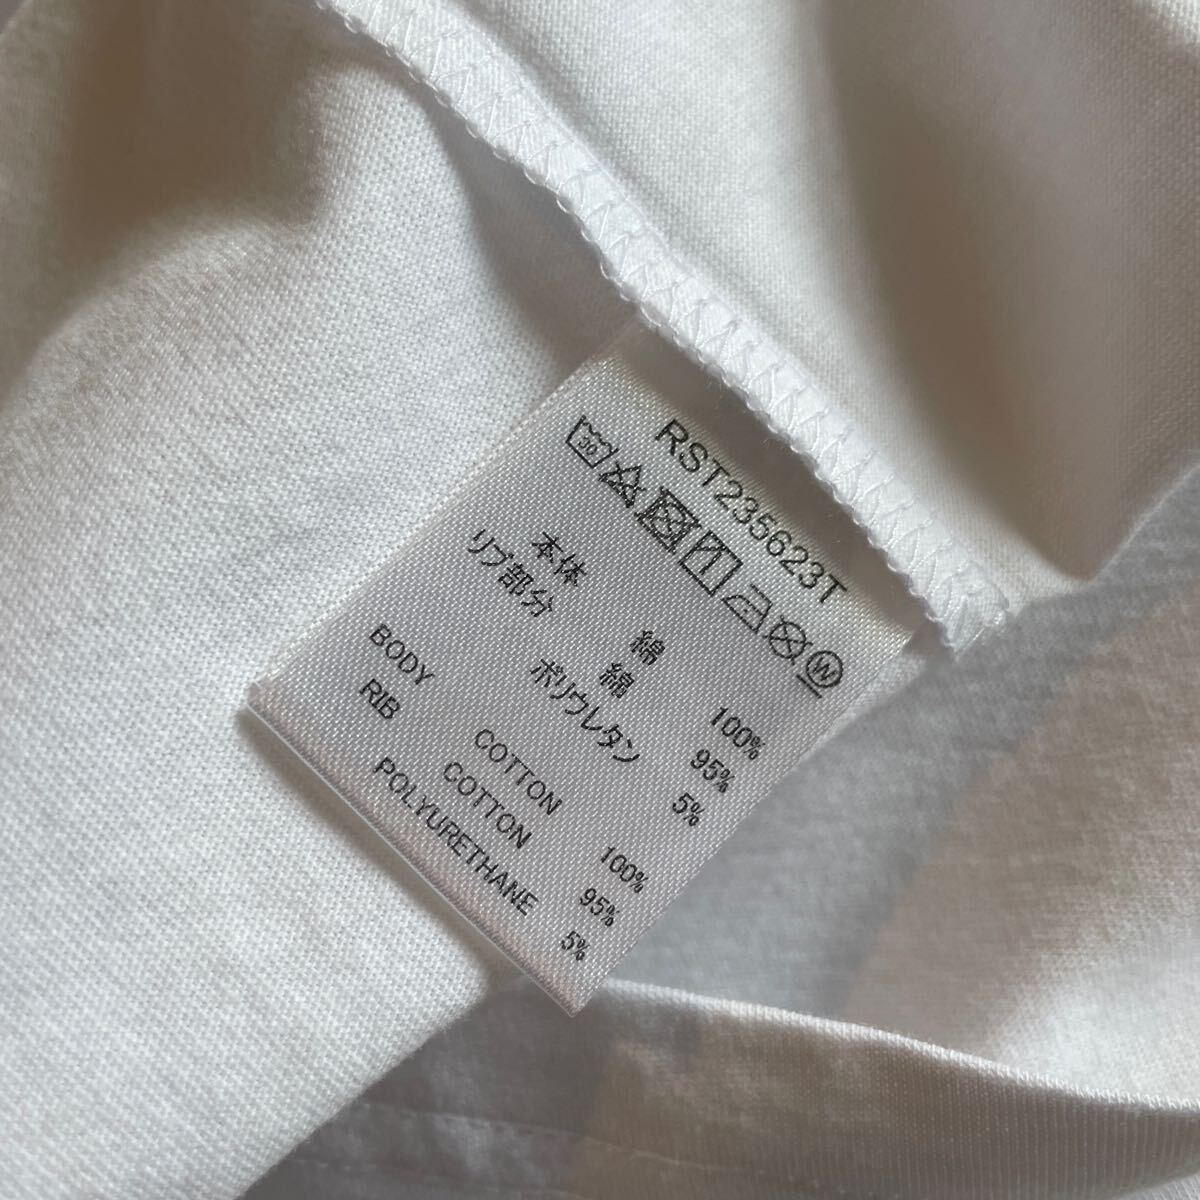 RST235623T
30 W
本体 綿 100%
リブ部分 綿 95%
ポリウレタン 5%
BODY COTTON 100%
RIB COTTON 95%
POLYURETHANE 5%